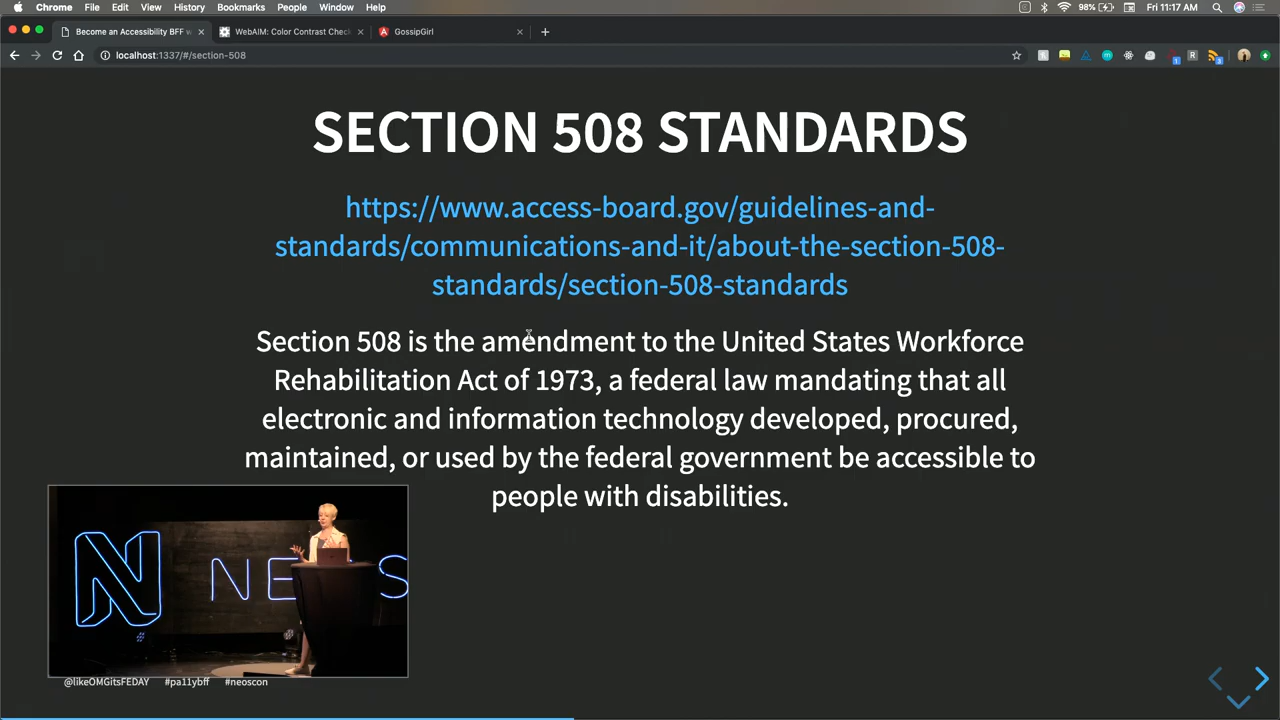 Chrome File Edit View History Bookmarks People Window Help 98% Fri 11:17 AM
Become an Accessibility BFF w WebAIM: Color Contrast Chec GossipGirl
localhost:1337/#/section-508
SECTION 508 STANDARDS
https://www.access-board.gov/guidelines-and-
standards/communications-and-it/about-the-section-508-
standards/section-508-standards
Section 508 is the amendment to the United States Workforce
Rehabilitation Act of 1973, a federal law mandating that all
electronic and information technology developed, procured,
maintained, or used by the federal government be accessible to
people with disabilities.
N NE S
@likeOMGitsFEDAY #pa11ybff #neoscon